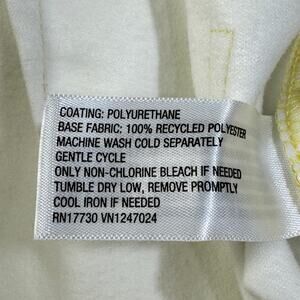 COATING: POLYURETHANE
BASE FABRIC: 100% RECYCLED POLYESTER
MACHINE WASH COLD SEPARATELY
GENTLE CYCLE
ONLY NON-CHLORINE BLEACH IF NEEDED
TUMBLE DRY LOW, REMOVE PROMPTLY
COOL IRON IF NEEDED
RN17730 VN1247024